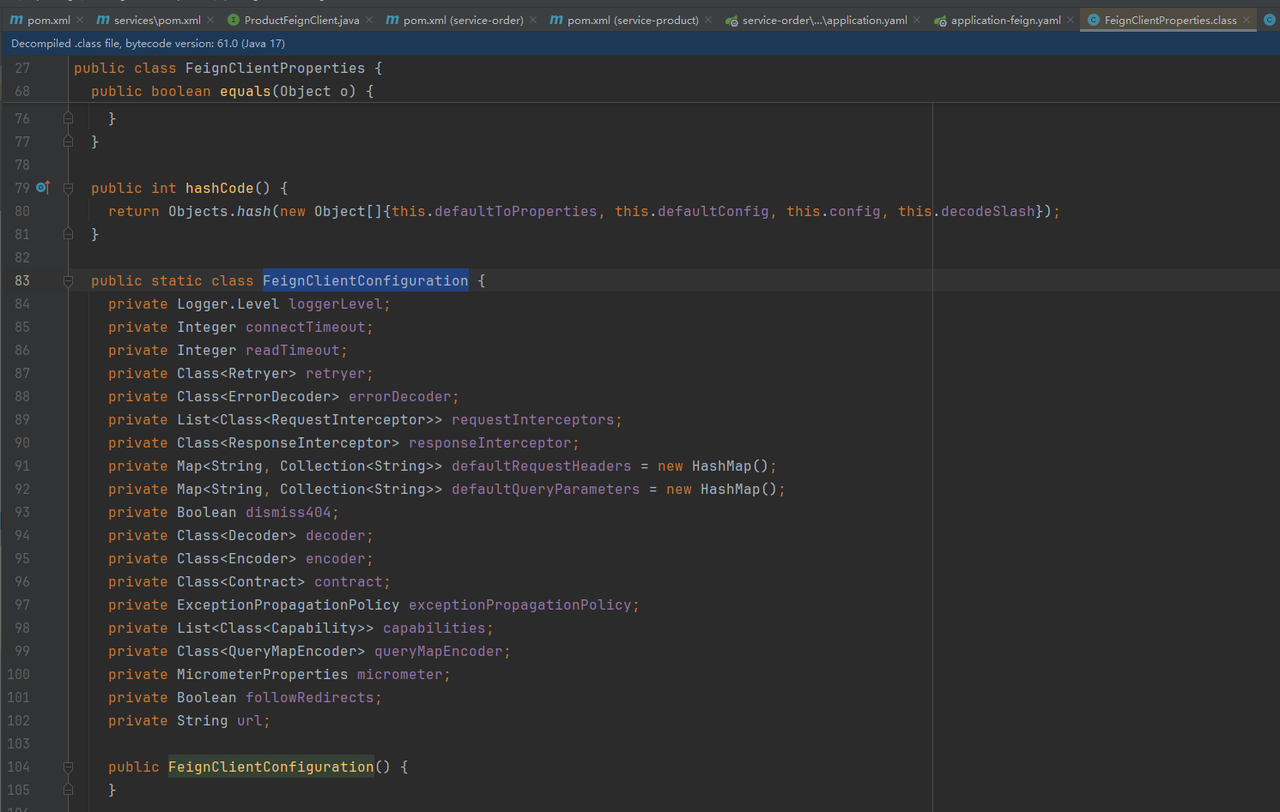 pom.xml services\pom.xml ProductFeignClient.java pom.xml (service-order) pom.xml (service-product) service-order\...\application.yaml application-feign.yaml FeignClientProperties.class
Decompiled .class file, bytecode version: 61.0 (Java 17)
27 public class FeignClientProperties {
68 public boolean equals(Object o) {
76 }
77 }
78
79 public int hashCode() {
80 return Objects.hash(new Object[]{this.defaultToProperties, this.defaultConfig, this.config, this.decodeSlash});
81 }
82
83 public static class FeignClientConfiguration {
84 private Logger.Level loggerLevel;
85 private Integer connectTimeout;
86 private Integer readTimeout;
87 private Class<Retryer> retryer;
88 private Class<ErrorDecoder> errorDecoder;
89 private List<Class<RequestInterceptor>> requestInterceptors;
90 private Class<ResponseInterceptor> responseInterceptor;
91 private Map<String, Collection<String>> defaultRequestHeaders = new HashMap();
92 private Map<String, Collection<String>> defaultQueryParameters = new HashMap();
93 private Boolean dismiss404;
94 private Class<Decoder> decoder;
95 private Class<Encoder> encoder;
96 private Class<Contract> contract;
97 private ExceptionPropagationPolicy exceptionPropagationPolicy;
98 private List<Class<Capability>> capabilities;
99 private Class<QueryMapEncoder> queryMapEncoder;
100 private MicrometerProperties micrometer;
101 private Boolean followRedirects;
102 private String url;
103
104 public FeignClientConfiguration() {
105 }